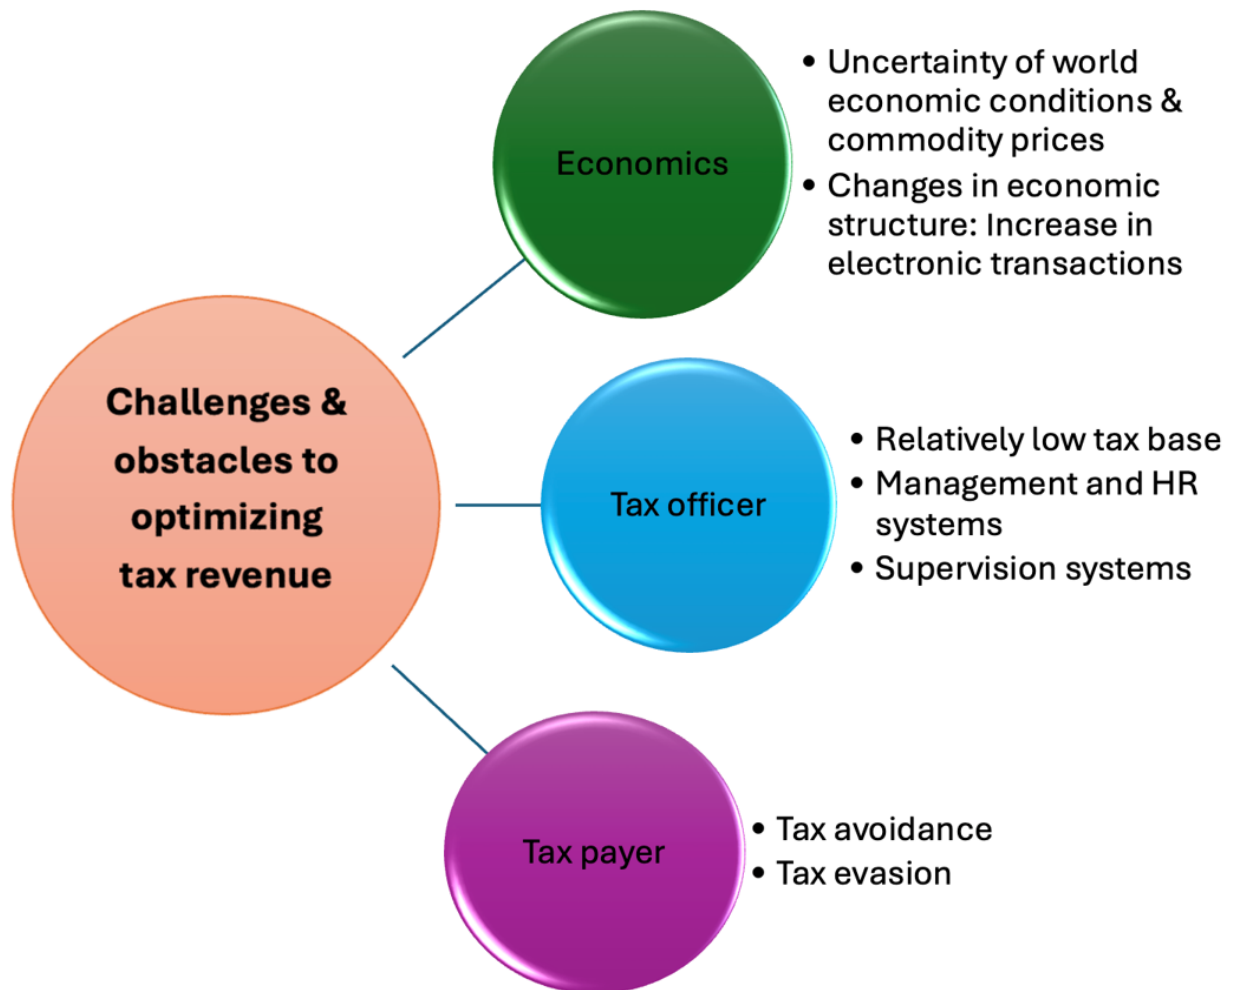 Challenges &
obstacles to
optimizing
tax revenue
Economics
• Uncertainty of world
economic conditions &
commodity prices
• Changes in economic
structure: Increase in
electronic transactions
Tax officer
• Relatively low tax base
• Management and HR
systems
• Supervision systems
Tax payer
• Tax avoidance
• Tax evasion